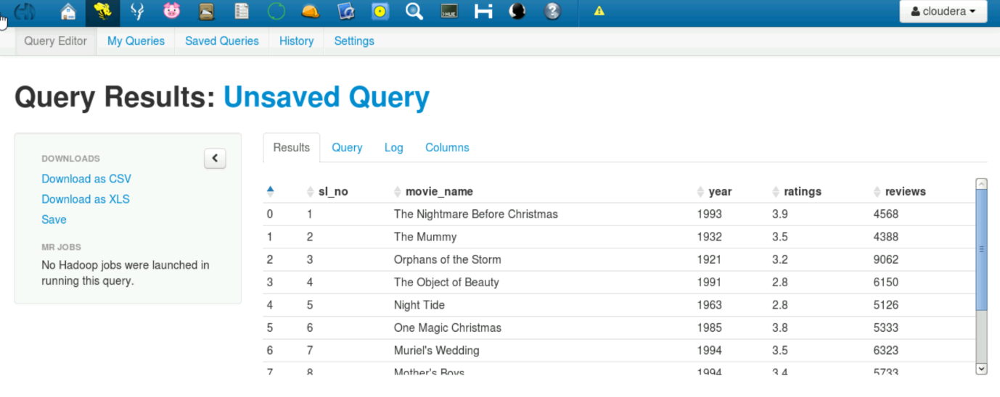 HUE
cloudera
Query Editor My Queries Saved Queries History Settings
Query Results: Unsaved Query
DOWNLOADS
Download as CSV
Download as XLS
Save
MR JOBS
No Hadoop jobs were launched in
running this query.
Results Query Log Columns
sl_no movie_name year ratings reviews
0 1 The Nightmare Before Christmas 1993 3.9 4568
1 2 The Mummy 1932 3.5 4388
2 3 Orphans of the Storm 1921 3.2 9062
3 4 The Object of Beauty 1991 2.8 6150
4 5 Night Tide 1963 2.8 5126
5 6 One Magic Christmas 1985 3.8 5333
6 7 Muriel's Wedding 1994 3.5 6323
7 8 Mother's Boys 1994 3.4 5733